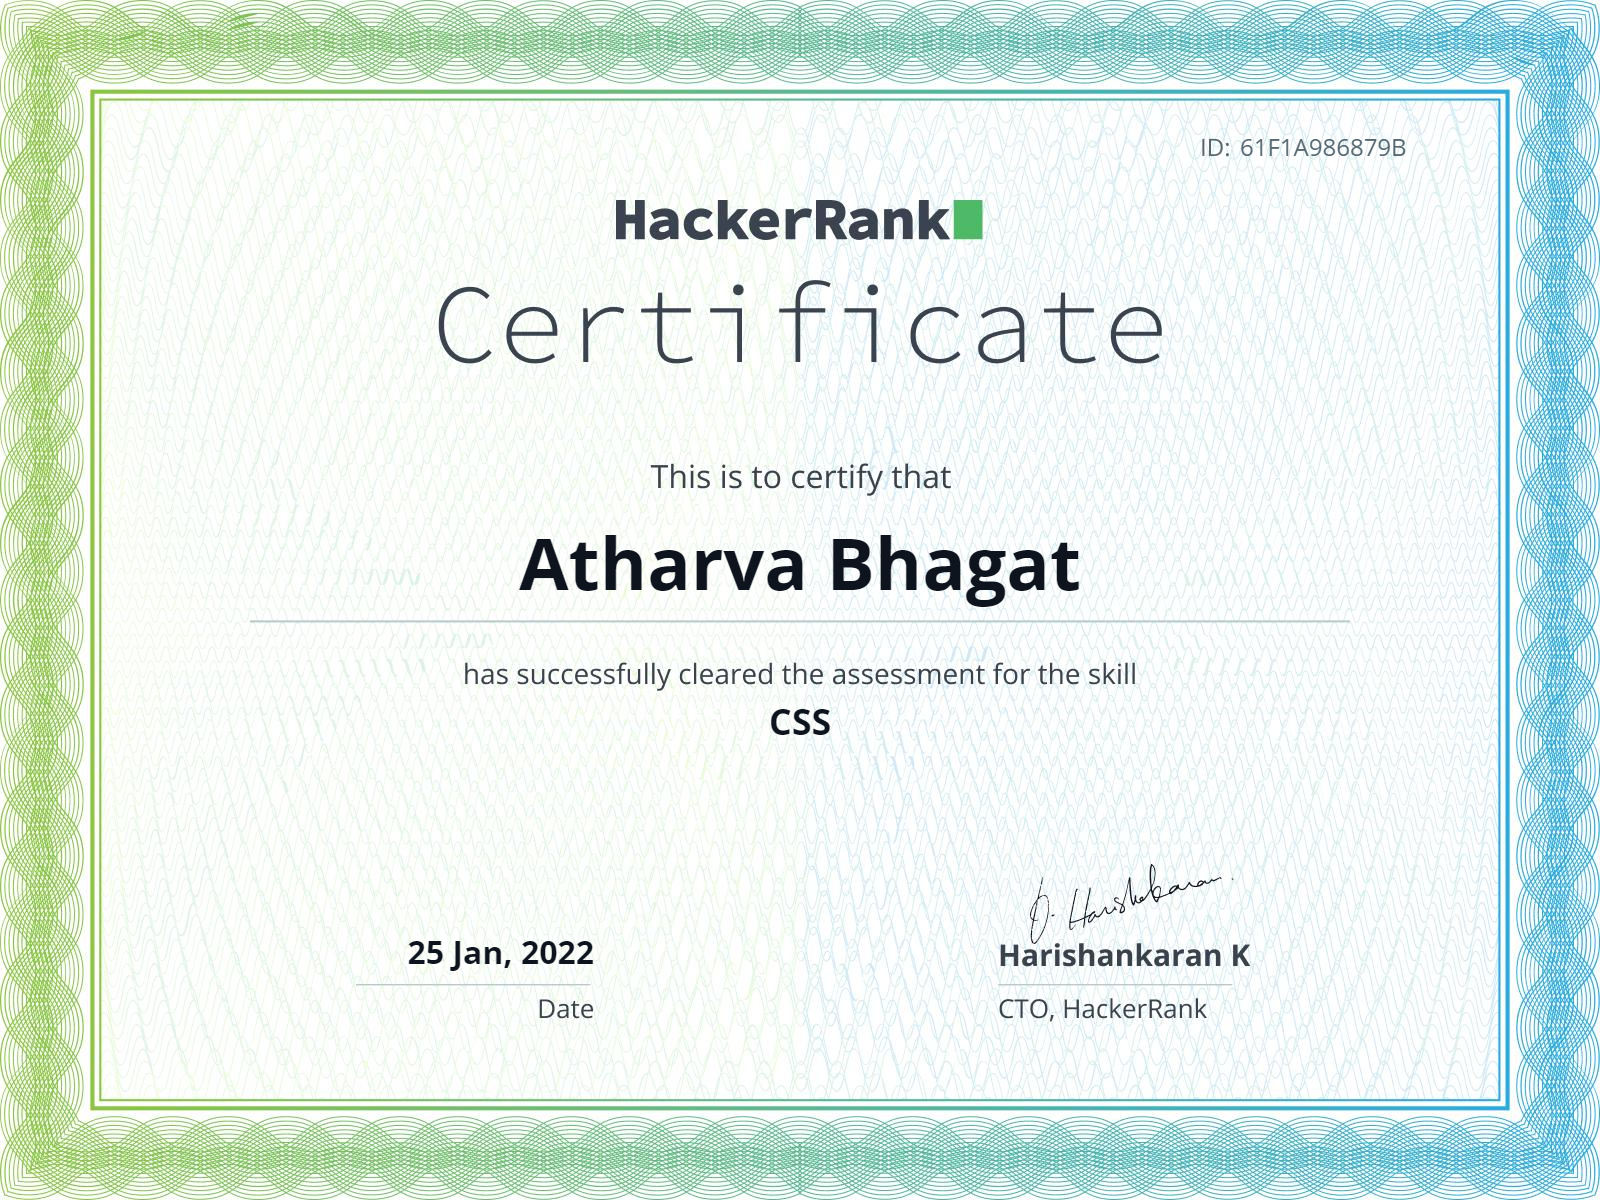 ID: 61F1A986879B
HackerRank
Certificate
This is to certify that
Atharva Bhagat
has successfully cleared the assessment for the skill
CSS
25 Jan, 2022
Date
Harishankaran K
CTO, HackerRank